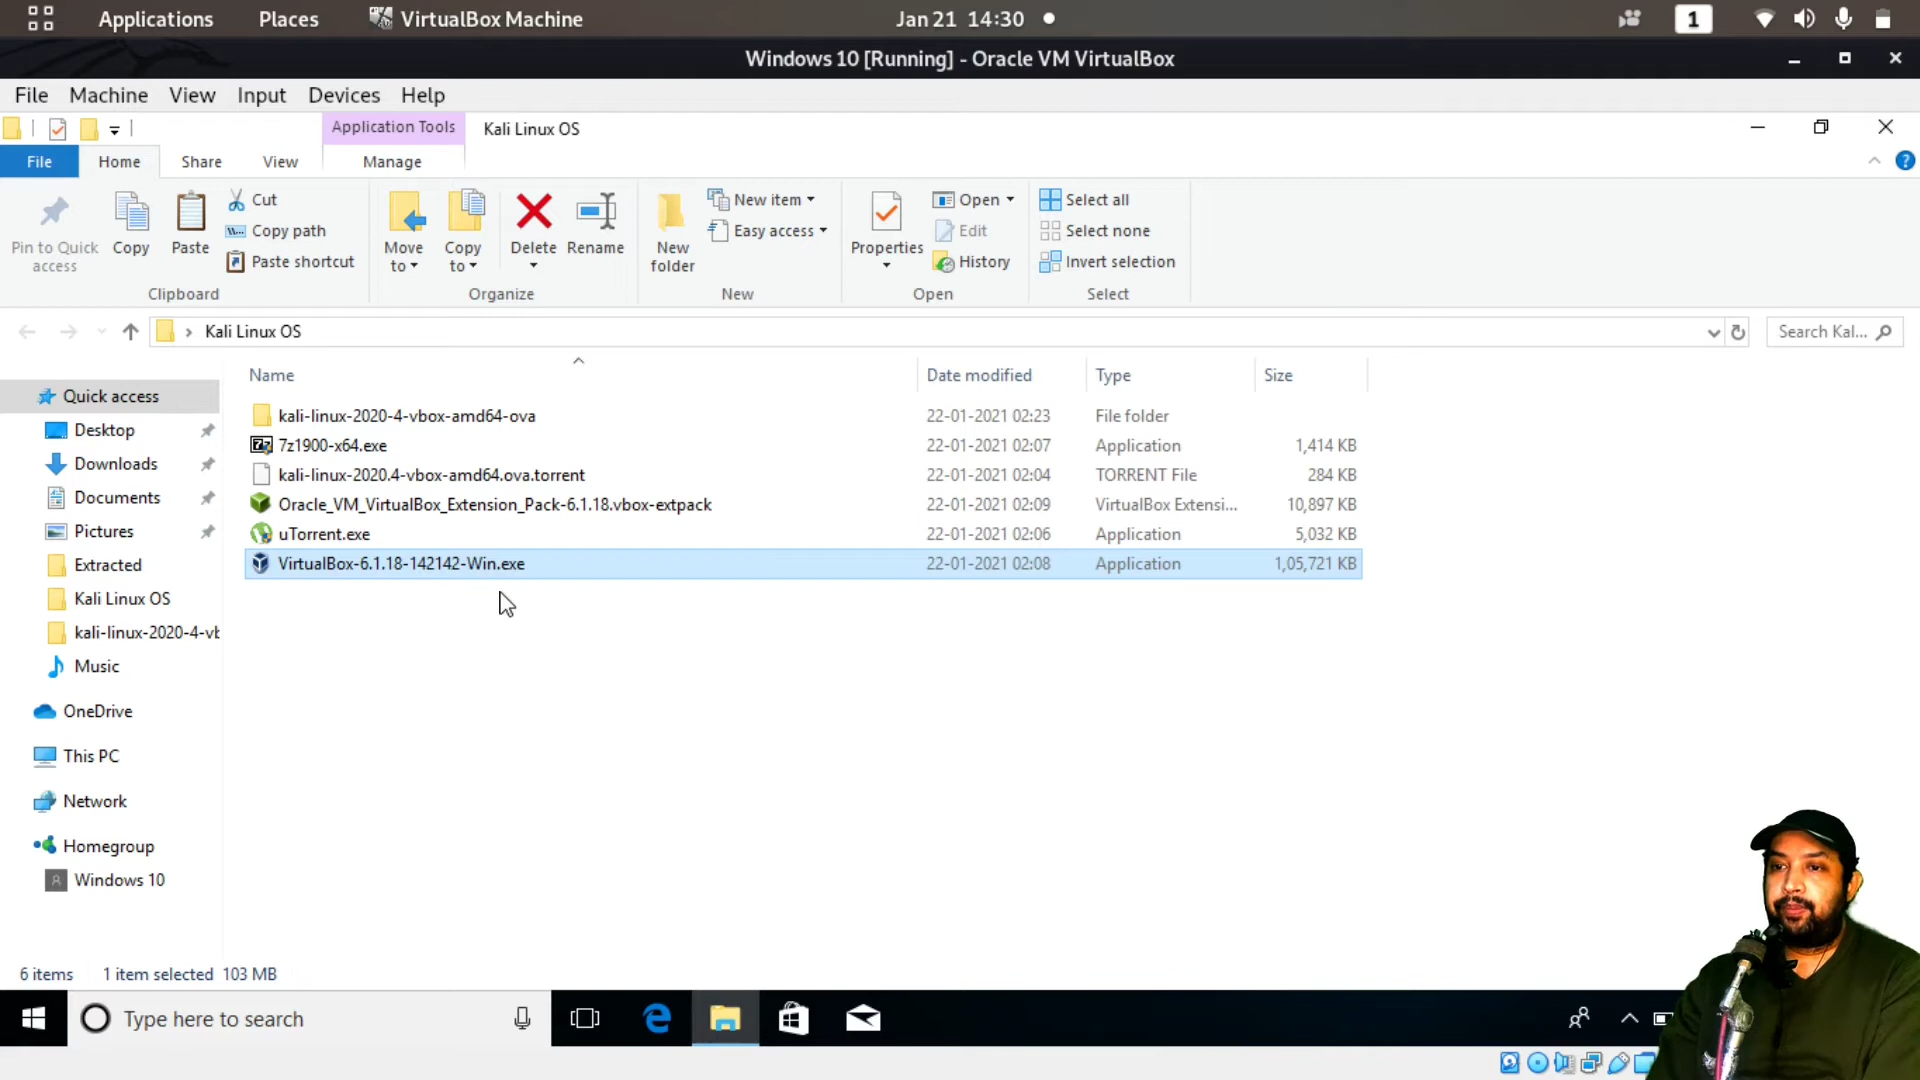 Applications Places VirtualBox Machine Jan 21 14:30 1
Windows 10 [Running] - Oracle VM VirtualBox
File Machine View Input Devices Help
Application Tools Kali Linux OS
File Home Share View Manage
Pin to Quick access
Copy
Paste
Cut
Copy path
Paste shortcut
Clipboard
Move to
Copy to
Delete
Rename
Organize
New folder
New item
Easy access
New
Properties
Open
Edit
History
Open
Select all
Select none
Invert selection
Select
Kali Linux OS Search Kal...
Name Date modified Type Size
kali-linux-2020-4-vbox-amd64-ova 22-01-2021 02:23 File folder
7z1900-x64.exe 22-01-2021 02:07 Application 1,414 KB
kali-linux-2020.4-vbox-amd64.ova.torrent 22-01-2021 02:04 TORRENT File 284 KB
Oracle_VM_VirtualBox_Extension_Pack-6.1.18.vbox-extpack 22-01-2021 02:09 VirtualBox Extensi... 10,897 KB
uTorrent.exe 22-01-2021 02:06 Application 5,032 KB
VirtualBox-6.1.18-142142-Win.exe 22-01-2021 02:08 Application 1,05,721 KB
Quick access
Desktop
Downloads
Documents
Pictures
Extracted
Kali Linux OS
kali-linux-2020-4-vb
Music
OneDrive
This PC
Network
Homegroup
Windows 10
6 items 1 item selected 103 MB
Type here to search